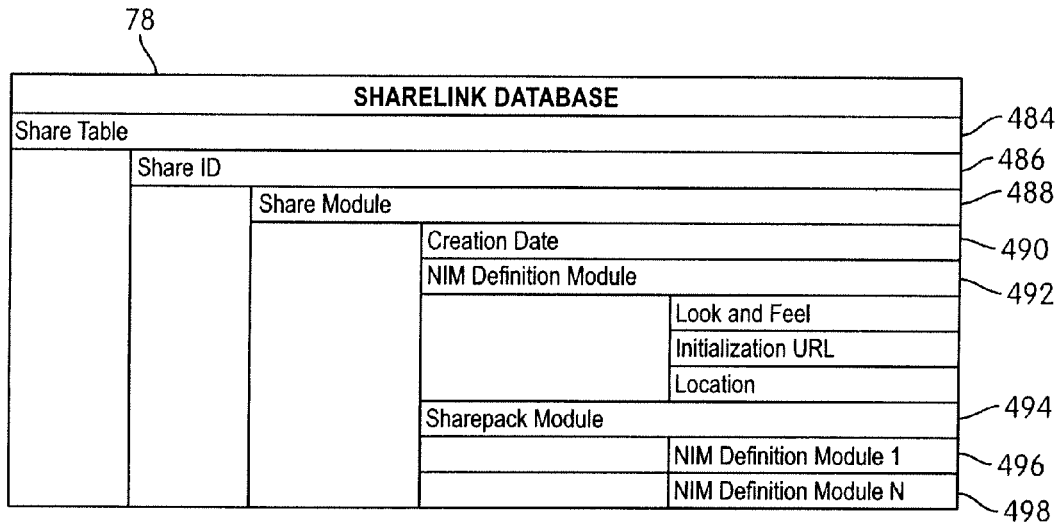 78
SHARELINK DATABASE
Share Table
484
Share ID
486
Share Module
488
Creation Date
490
NIM Definition Module
492
Look and Feel
Initialization URL
Location
Sharepack Module
494
NIM Definition Module 1
496
NIM Definition Module N
498